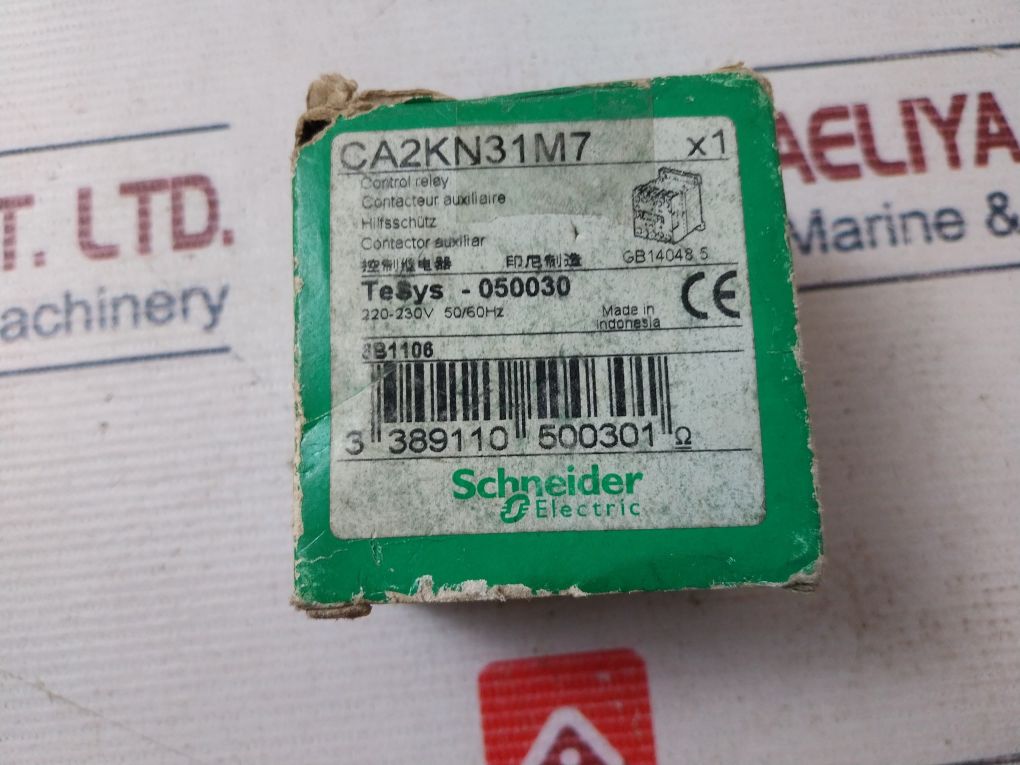 CA2KN31M7 x1
Control relay
Contacteur auxiliaire
Hilfsschütz
Contactor auxiliar
控制继电器 印尼制造 GB14048.5
TeSys - 050030
220-230V 50/60Hz
Made in
Indonesia
CE
B1106
3 389110 500301 Ω
Schneider
Electric
T. LTD.
achinery
AELIYA
Marine &